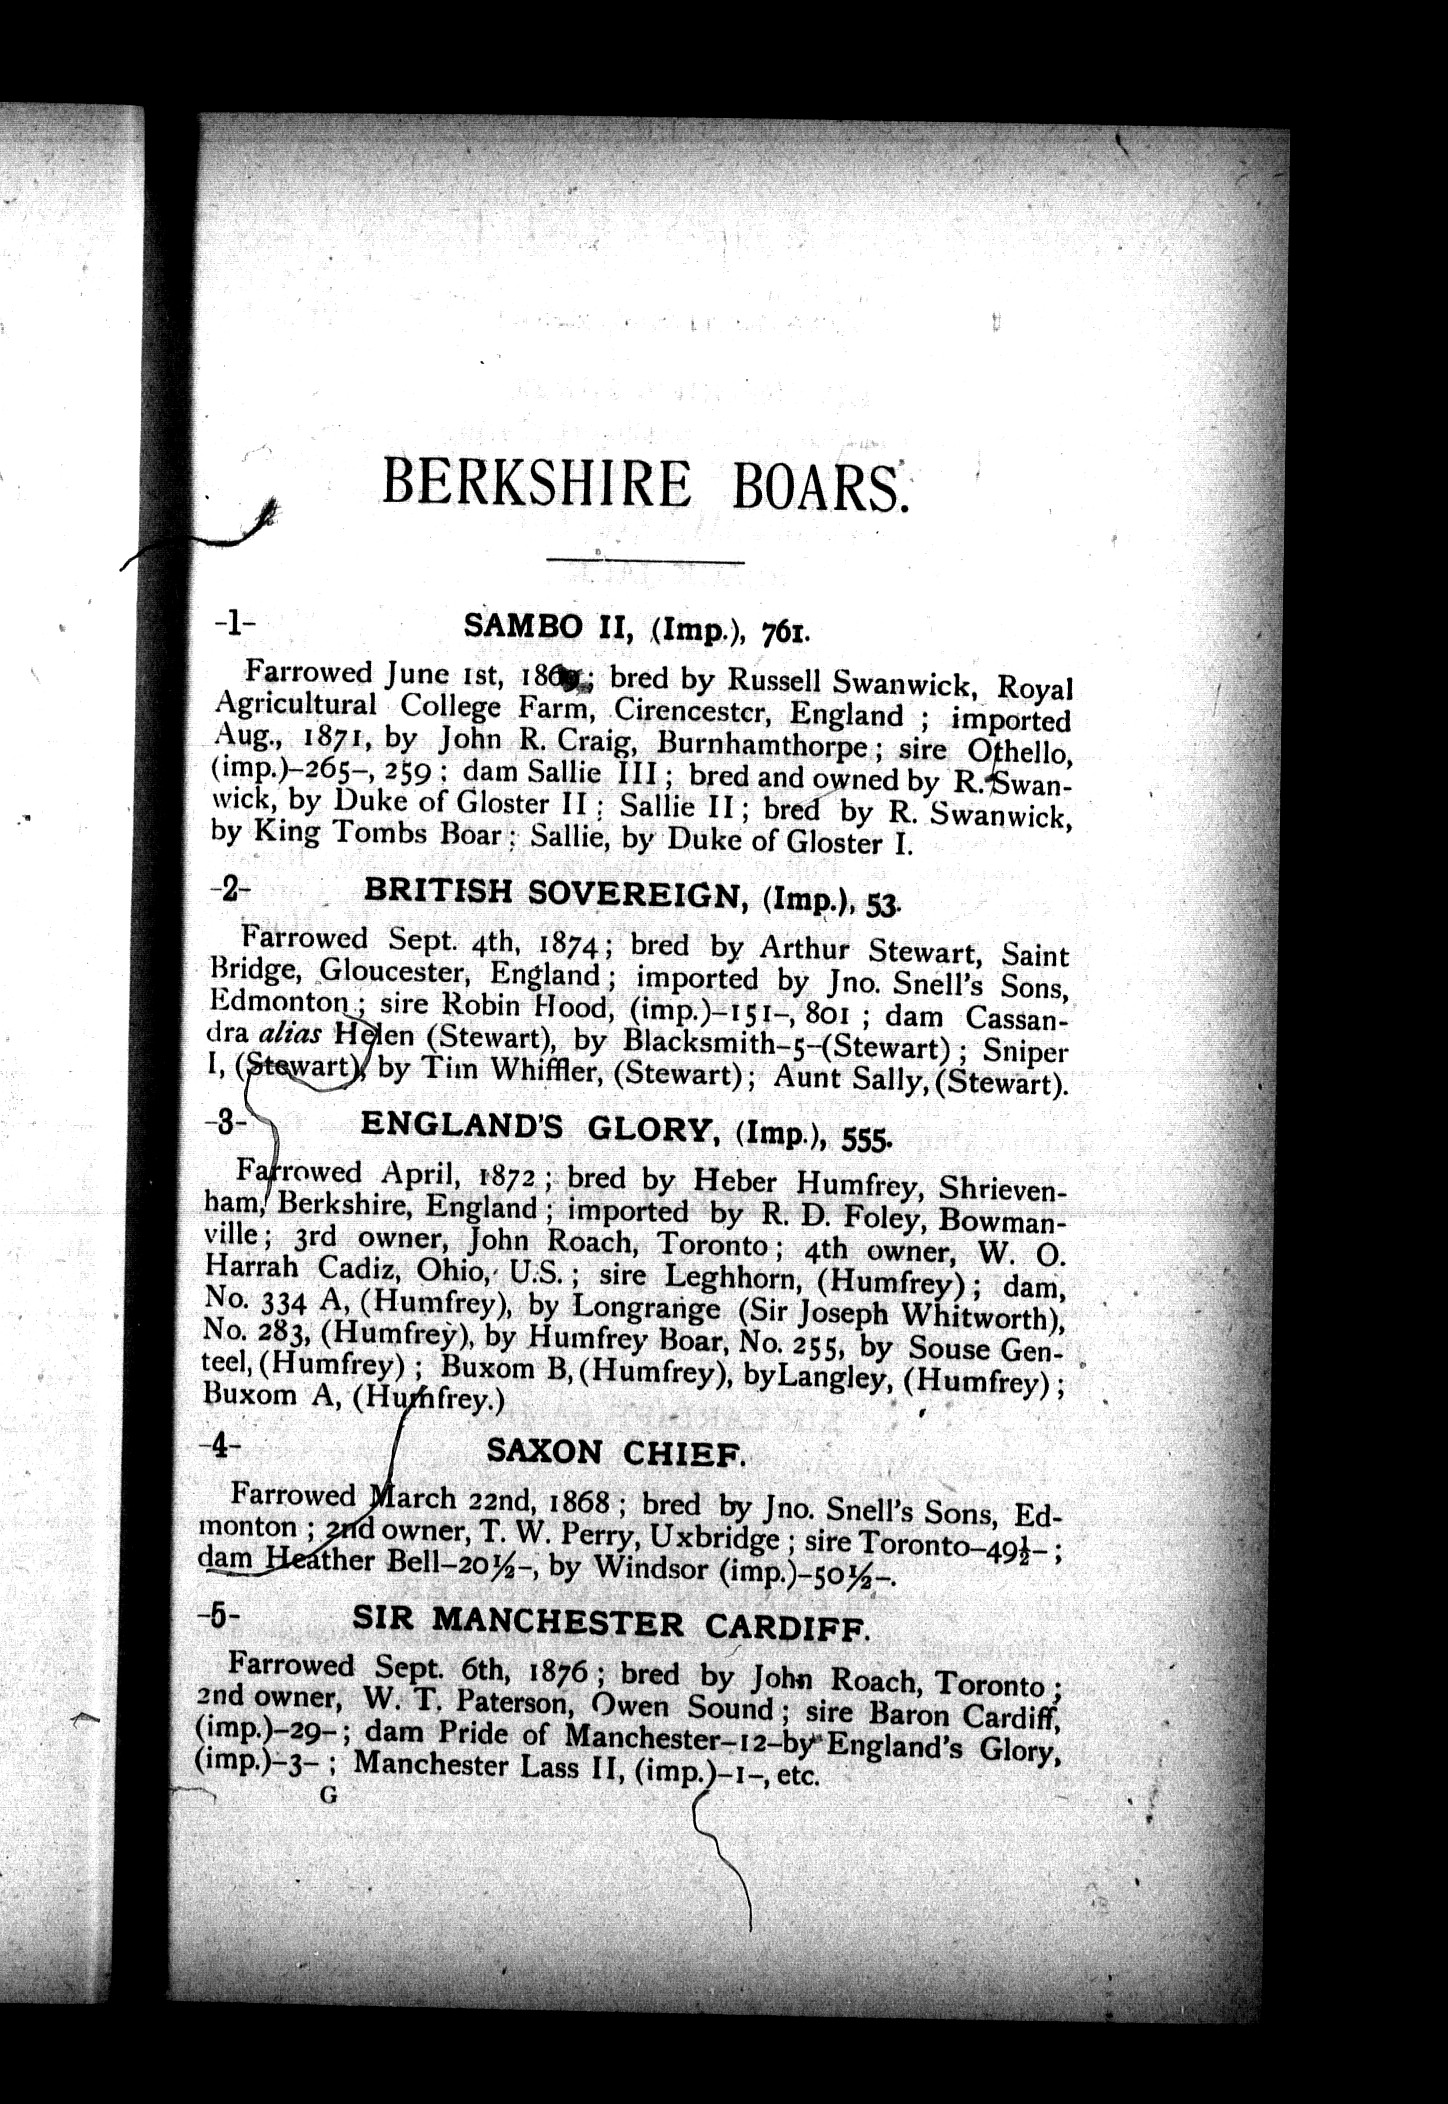 BERKSHIRE BOARS.
-1- SAMBO II, (Imp.), 761.
Farrowed June 1st, ; bred by Russell Swanwick, Royal
Agricultural College Farm, Cirencester, England ; imported
Aug., 1871, by John R. Craig, Burnhamthorpe ; sire Othello,
(imp.)-265-, 259 ; dam Sallie III ; bred and owned by R. Swan-
wick, by Duke of Gloster II ; Sallie II ; bred by R. Swanwick,
by King Tombs Boar ; Sallie, by Duke of Gloster I.
-2- BRITISH SOVEREIGN, (Imp.), 53.
Farrowed Sept. 4th, 1874 ; bred by Arthur Stewart, Saint
Bridge, Gloucester, England ; imported by Jno. Snell's Sons,
Edmonton ; sire Robin Hood, (imp.)-151-, 801 ; dam Cassan-
dra alias Helen (Stewart), by Blacksmith-5-(Stewart) ; Sniper
I, (Stewart), by Tim Whiffler, (Stewart) ; Aunt Sally, (Stewart).
-3- ENGLAND'S GLORY, (Imp.), 555.
Farrowed April, 1872 ; bred by Heber Humfrey, Shrieven-
ham, Berkshire, England ; imported by R. D. Foley, Bowman-
ville ; 3rd owner, John Roach, Toronto ; 4th owner, W. O.
Harrah Cadiz, Ohio, U.S. ; sire Leghhorn, (Humfrey) ; dam,
No. 334 A, (Humfrey), by Longrange (Sir Joseph Whitworth),
No. 283, (Humfrey), by Humfrey Boar, No. 255, by Souse Gen-
teel, (Humfrey) ; Buxom B, (Humfrey), by Langley, (Humfrey) ;
Buxom A, (Humfrey.)
-4- SAXON CHIEF.
Farrowed March 22nd, 1868 ; bred by Jno. Snell's Sons, Ed-
monton ; 2nd owner, T. W. Perry, Uxbridge ; sire Toronto-49½- ;
dam Heather Bell-20½-, by Windsor (imp.)-50½-.
-5- SIR MANCHESTER CARDIFF.
Farrowed Sept. 6th, 1876 ; bred by John Roach, Toronto ;
2nd owner, W. T. Paterson, Owen Sound ; sire Baron Cardiff,
(imp.)-29- ; dam Pride of Manchester-12-by England's Glory,
(imp.)-3- ; Manchester Lass II, (imp.)-1-, etc.
G